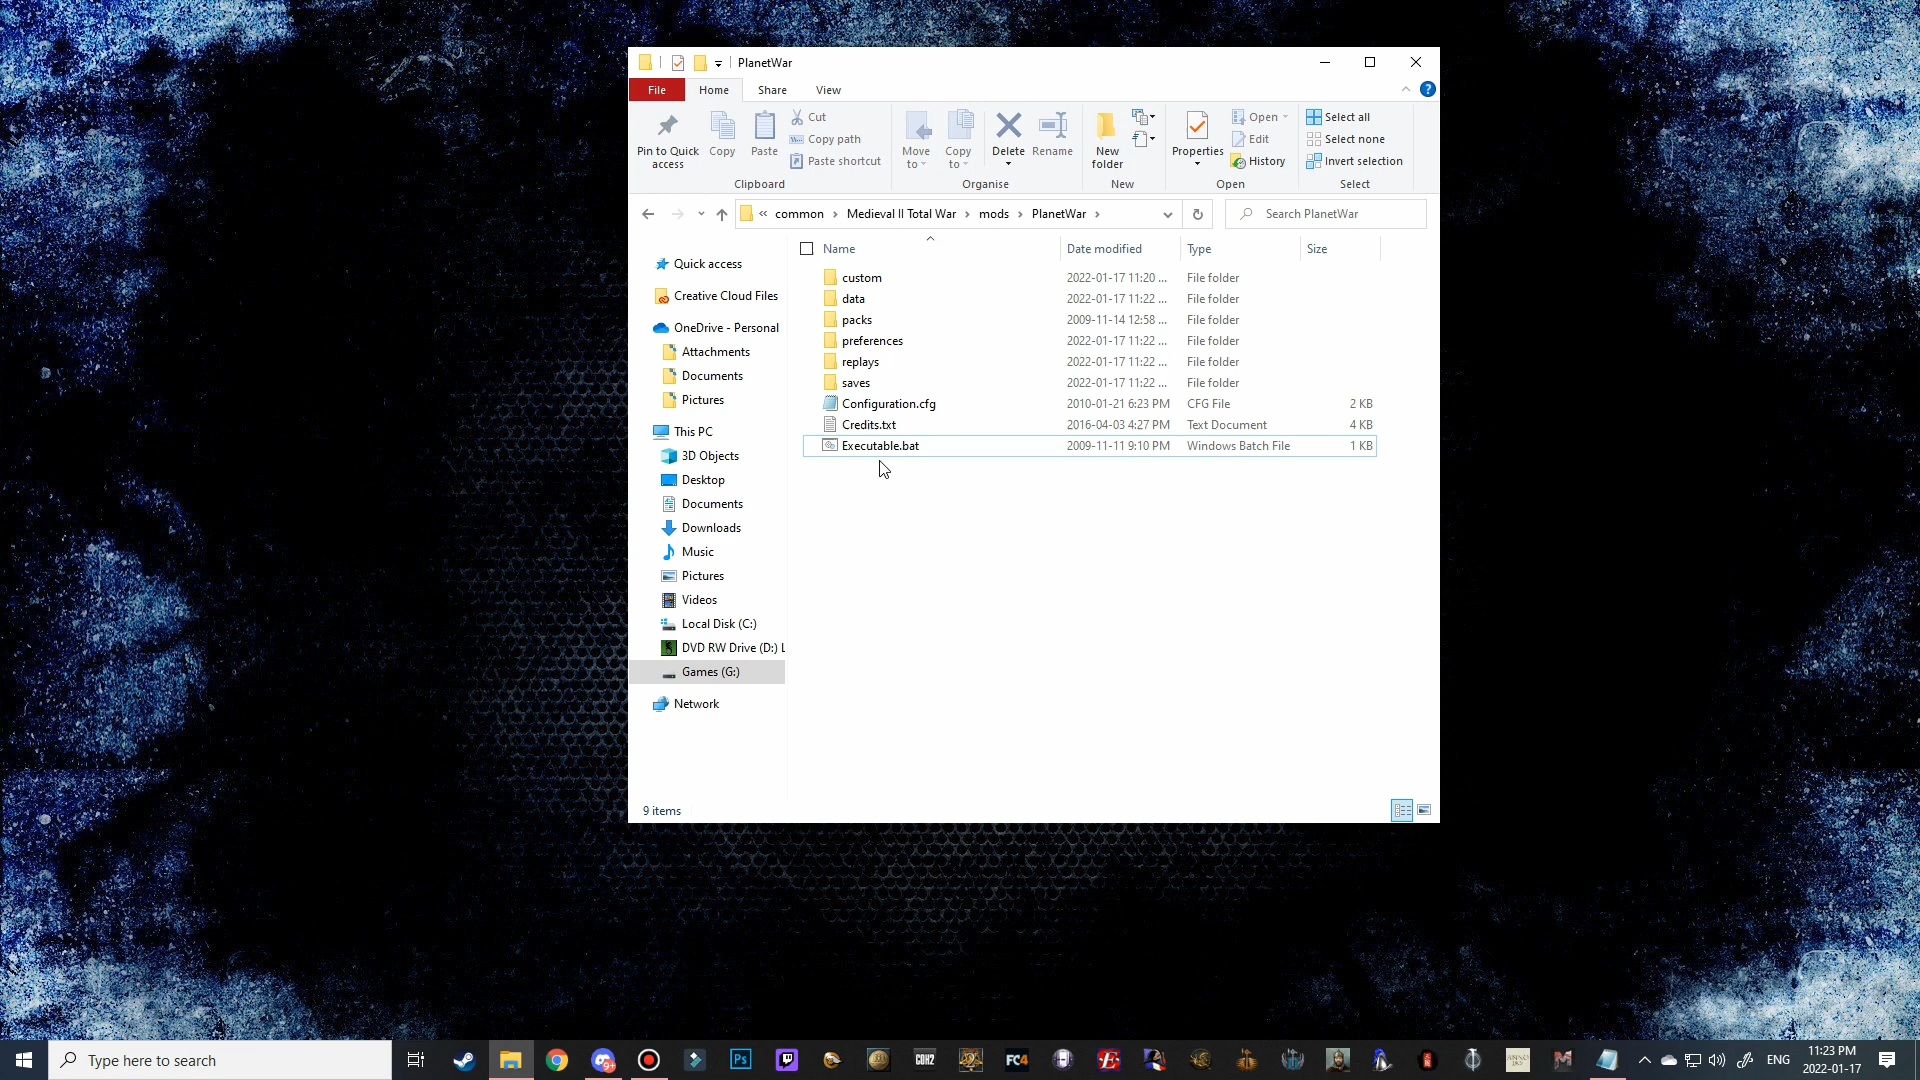 PlanetWar
File
Home
Share
View
Pin to Quick
access
Copy
Paste
Cut
Copy path
Paste shortcut
Clipboard
Move
to
Copy
to
Delete
Rename
Organise
New
folder
New
Properties
Open
Edit
History
Open
Select all
Select none
Invert selection
Select
« common › Medieval II Total War › mods › PlanetWar ›
Search PlanetWar
Name Date modified Type Size
Quick access
Creative Cloud Files
OneDrive - Personal
Attachments
Documents
Pictures
This PC
3D Objects
Desktop
Documents
Downloads
Music
Pictures
Videos
Local Disk (C:)
DVD RW Drive (D:) L
Games (G:)
Network
custom 2022-01-17 11:20 ... File folder
data 2022-01-17 11:22 ... File folder
packs 2009-11-14 12:58 ... File folder
preferences 2022-01-17 11:22 ... File folder
replays 2022-01-17 11:22 ... File folder
saves 2022-01-17 11:22 ... File folder
Configuration.cfg 2010-01-21 6:23 PM CFG File 2 KB
Credits.txt 2016-04-03 4:27 PM Text Document 4 KB
Executable.bat 2009-11-11 9:10 PM Windows Batch File 1 KB
9 items
Type here to search
9+
Ps
COH2
FC4
ENG
11:23 PM
2022-01-17